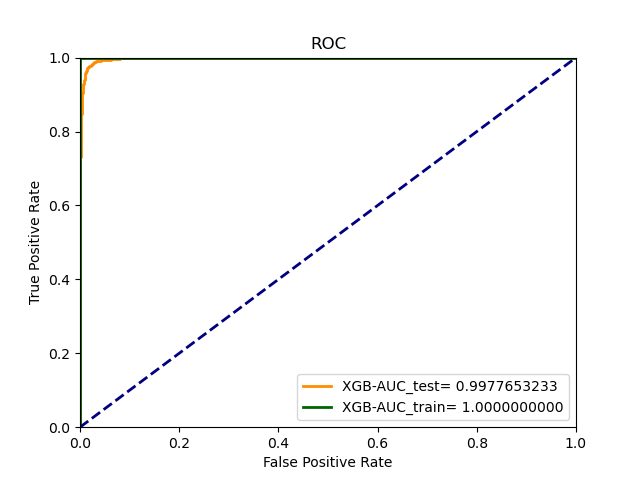 ROC
1.0
0.8
0.6
0.4
0.2
0.0
True Positive Rate
XGB-AUC_test= 0.9977653233
XGB-AUC_train= 1.0000000000
0.0 0.2 0.4 0.6 0.8 1.0
False Positive Rate